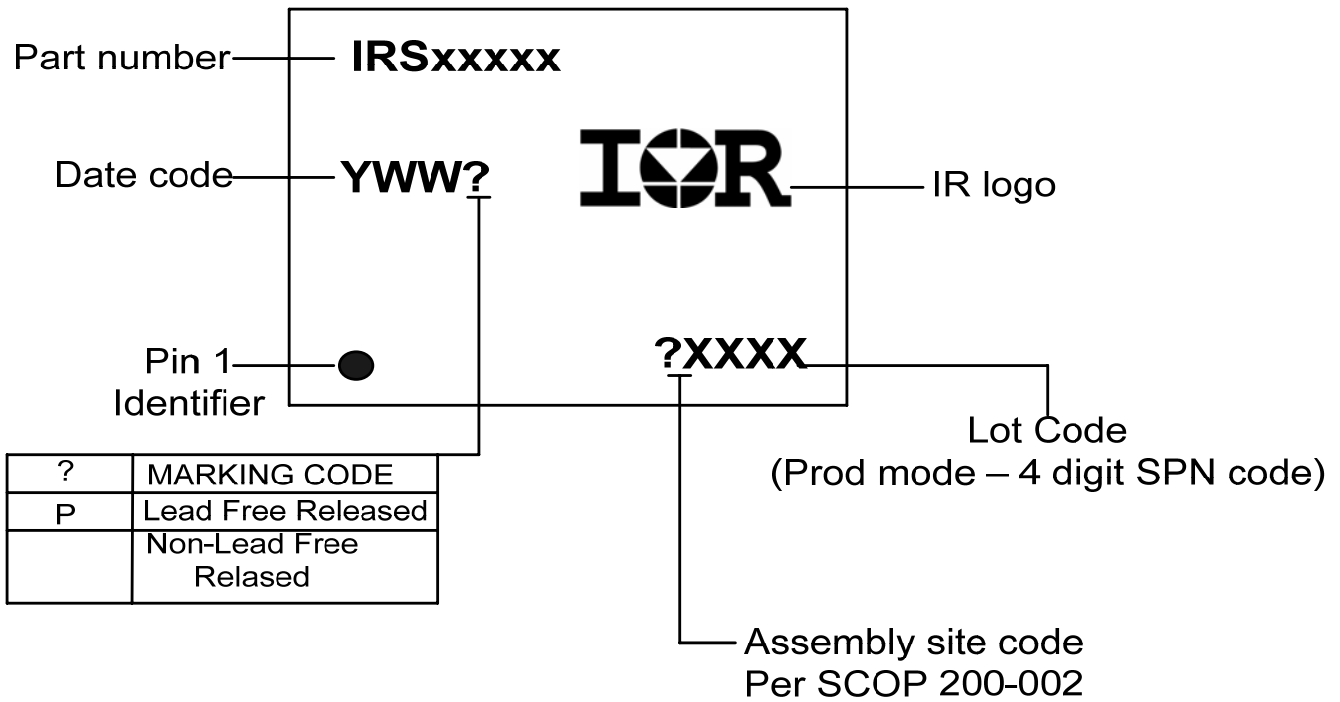 Part number
IRSxxxxx
Date code
YWW?
IOR
IR logo
Pin 1
Identifier
?XXXX
Lot Code
(Prod mode – 4 digit SPN code)
? MARKING CODE
P Lead Free Released
Non-Lead Free
Relased
Assembly site code
Per SCOP 200-002